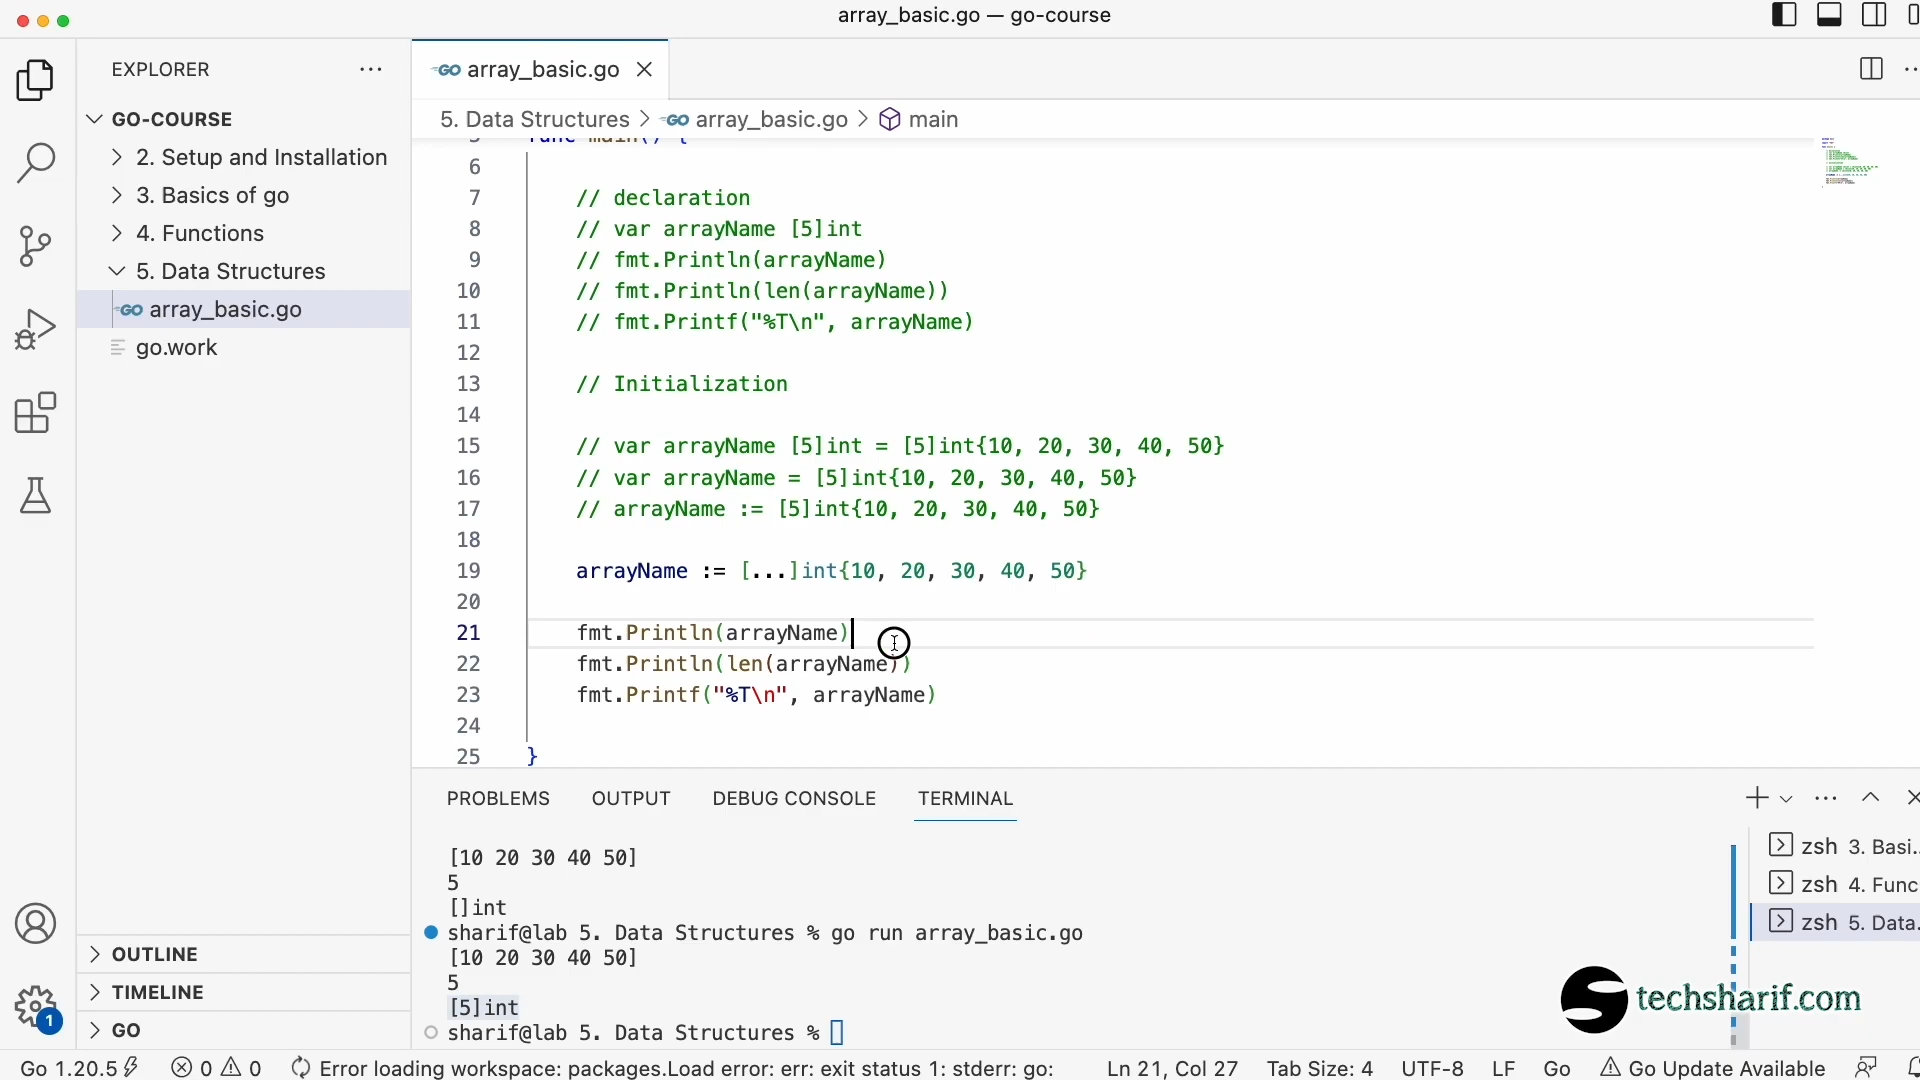 array_basic.go — go-course
EXPLORER
GO-COURSE
2. Setup and Installation
3. Basics of go
4. Functions
5. Data Structures
GO array_basic.go
go.work
OUTLINE
TIMELINE
GO
1
GO array_basic.go
5. Data Structures > GO array_basic.go > main
5 func main() {
6
7 // declaration
8 // var arrayName [5]int
9 // fmt.Println(arrayName)
10 // fmt.Println(len(arrayName))
11 // fmt.Printf("%T\n", arrayName)
12
13 // Initialization
14
15 // var arrayName [5]int = [5]int{10, 20, 30, 40, 50}
16 // var arrayName = [5]int{10, 20, 30, 40, 50}
17 // arrayName := [5]int{10, 20, 30, 40, 50}
18
19 arrayName := [...]int{10, 20, 30, 40, 50}
20
21 fmt.Println(arrayName)
22 fmt.Println(len(arrayName))
23 fmt.Printf("%T\n", arrayName)
24
25 }
PROBLEMS OUTPUT DEBUG CONSOLE TERMINAL
[10 20 30 40 50]
5
[]int
sharif@lab 5. Data Structures % go run array_basic.go
[10 20 30 40 50]
5
[5]int
sharif@lab 5. Data Structures %
zsh 3. Basi...
zsh 4. Func
zsh 5. Data...
techsharif.com
Go 1.20.5 0 0 Error loading workspace: packages.Load error: err: exit status 1: stderr: go: Ln 21, Col 27 Tab Size: 4 UTF-8 LF Go Go Update Available